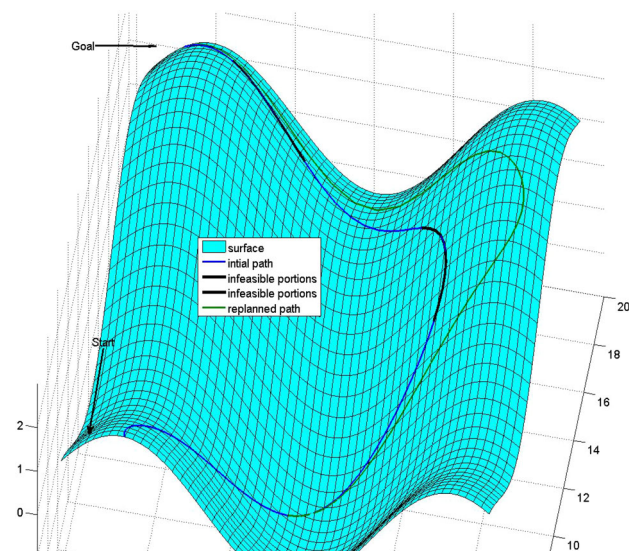 Goal
surface
intial path
infeasible portions
infeasible portions
replanned path
Start
2
1
0
20
18
16
14
12
10